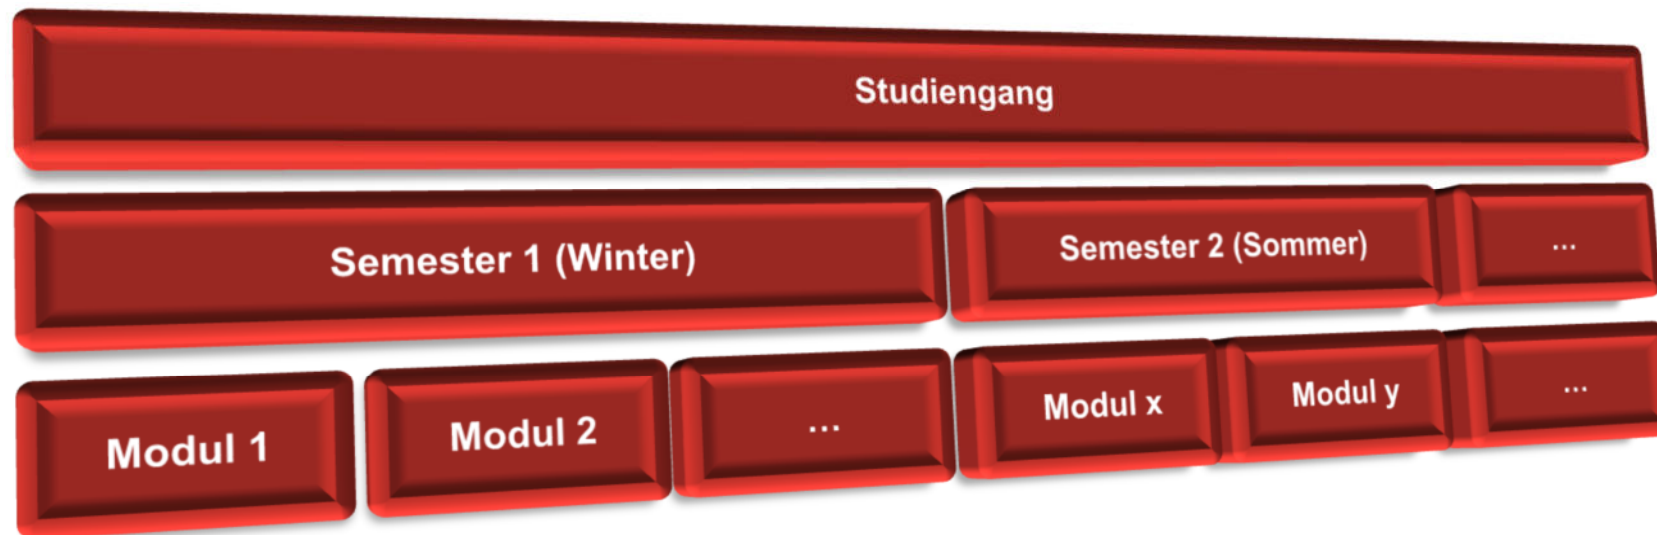 Studiengang
Semester 1 (Winter)
Semester 2 (Sommer)
...
Modul 1
Modul 2
...
Modul x
Modul y
...